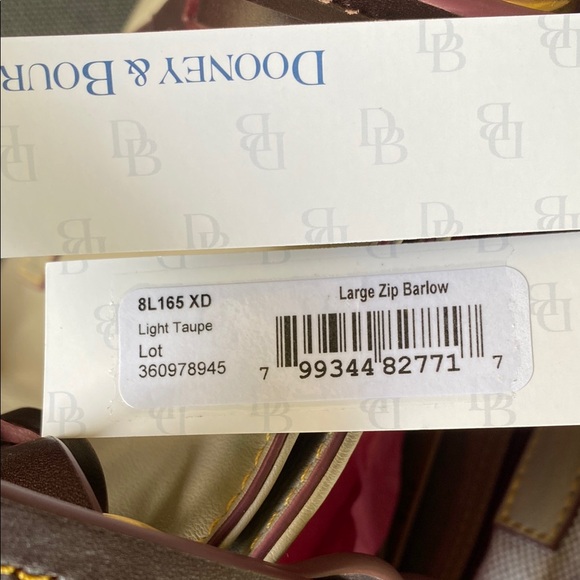 DOONEY & BOUR
8L165 XD
Large Zip Barlow
Light Taupe
Lot
360978945
7 99344 82771 7